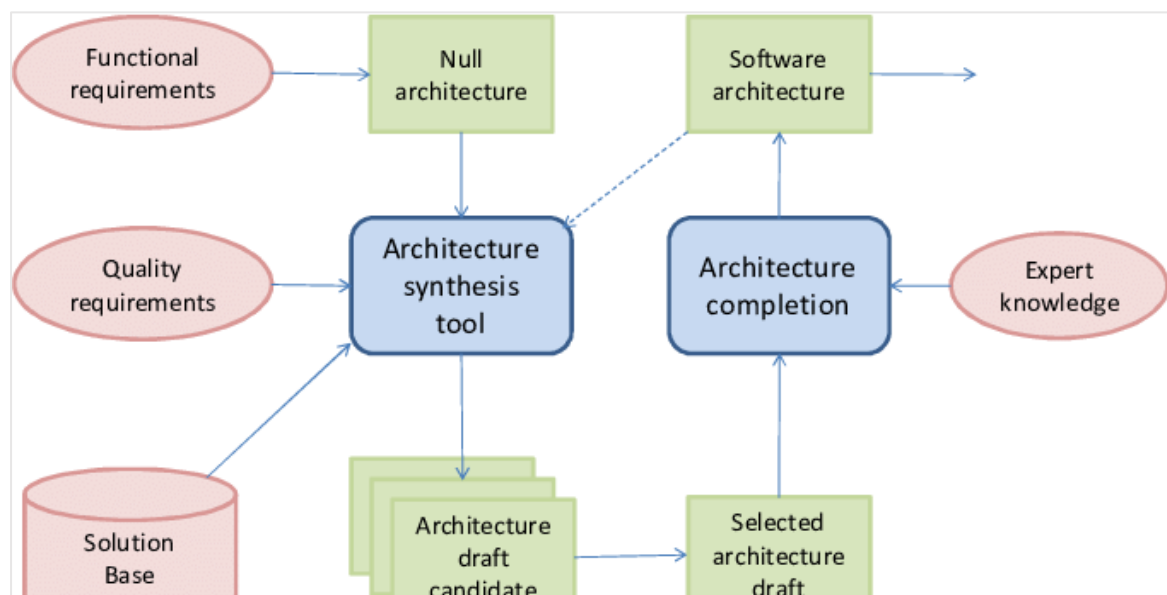 Functional
requirements
Null
architecture
Software
architecture
Quality
requirements
Architecture
synthesis
tool
Architecture
completion
Expert
knowledge
Solution
Base
Architecture
draft
candidate
Selected
architecture
draft